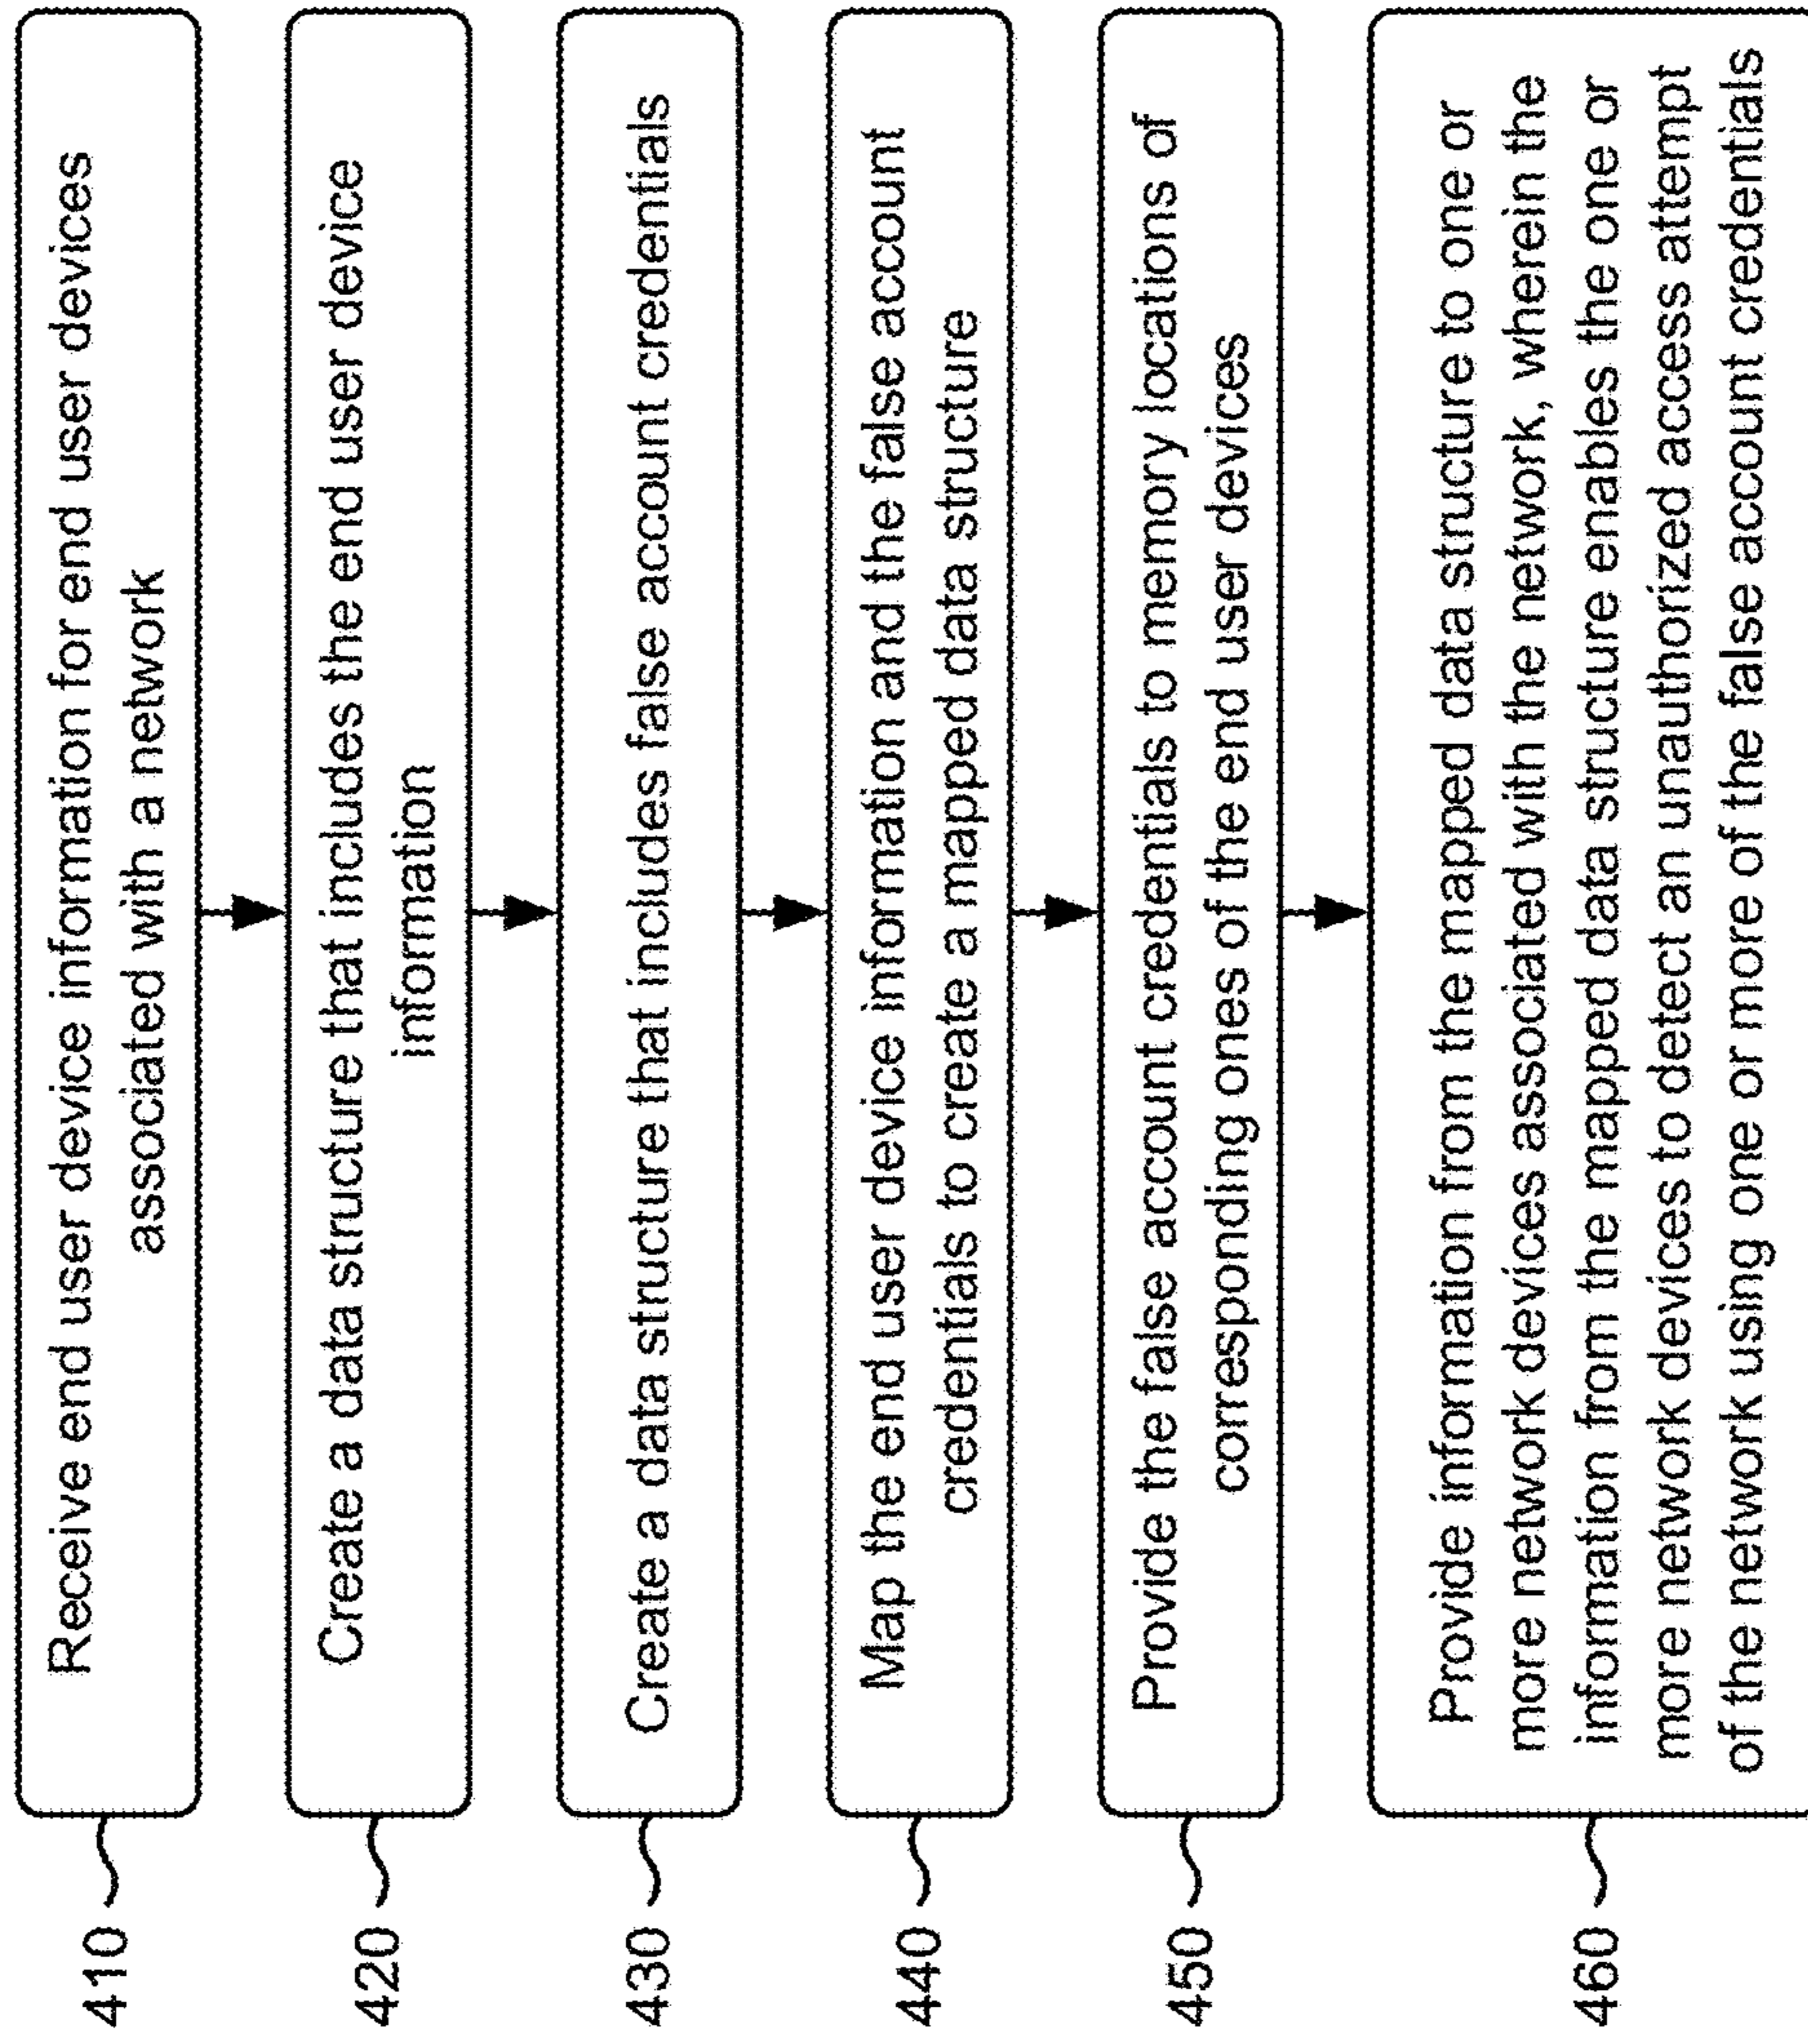 410
Receive end user device information for end user devices
associated with a network
420
Create a data structure that includes the end user device
information
430
Create a data structure that includes false account credentials
440
Map the end user device information and the false account
credentials to create a mapped data structure
450
Provide the false account credentials to memory locations of
corresponding ones of the end user devices
460
Provide information from the mapped data structure to one or
more network devices associated with the network, wherein the
information from the mapped data structure enables the one or
more network devices to detect an unauthorized access attempt
of the network using one or more of the false account credentials